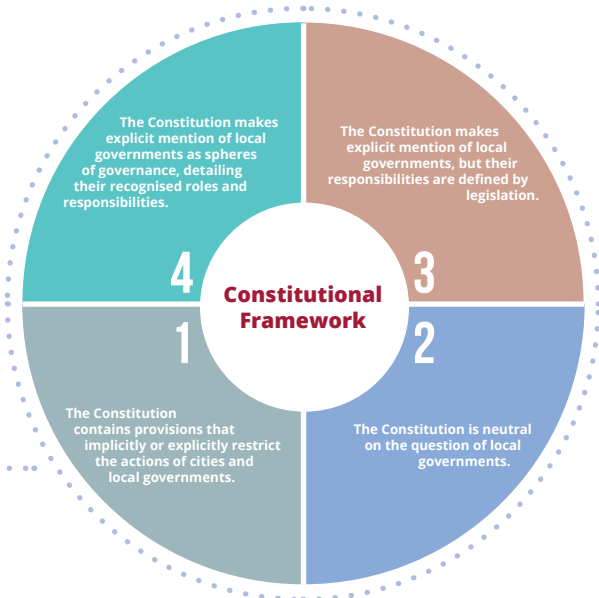 The Constitution makes
explicit mention of local
governments as spheres
of governance, detailing
their recognised roles and
responsibilities.
4
The Constitution makes
explicit mention of local
governments, but their
responsibilities are defined by
legislation.
3
Constitutional
Framework
1
The Constitution
contains provisions that
implicitly or explicitly restrict
the actions of cities and
local governments.
2
The Constitution is neutral
on the question of local
governments.